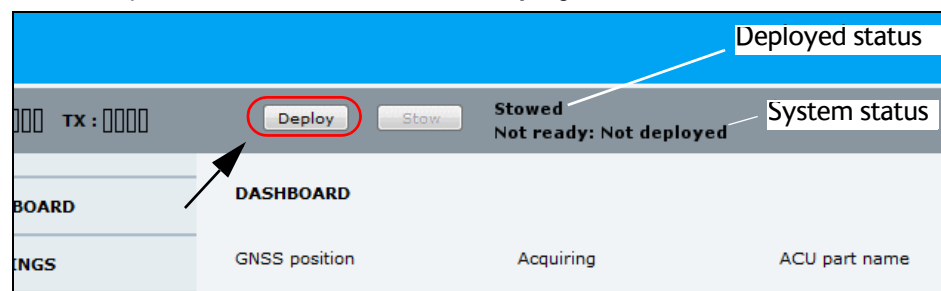 Deployed status
Stowed
TX : Deploy Stow System status
Not ready: Not deployed
DASHBOARD
BOARD
GNSS position Acquiring ACU part name
INGS